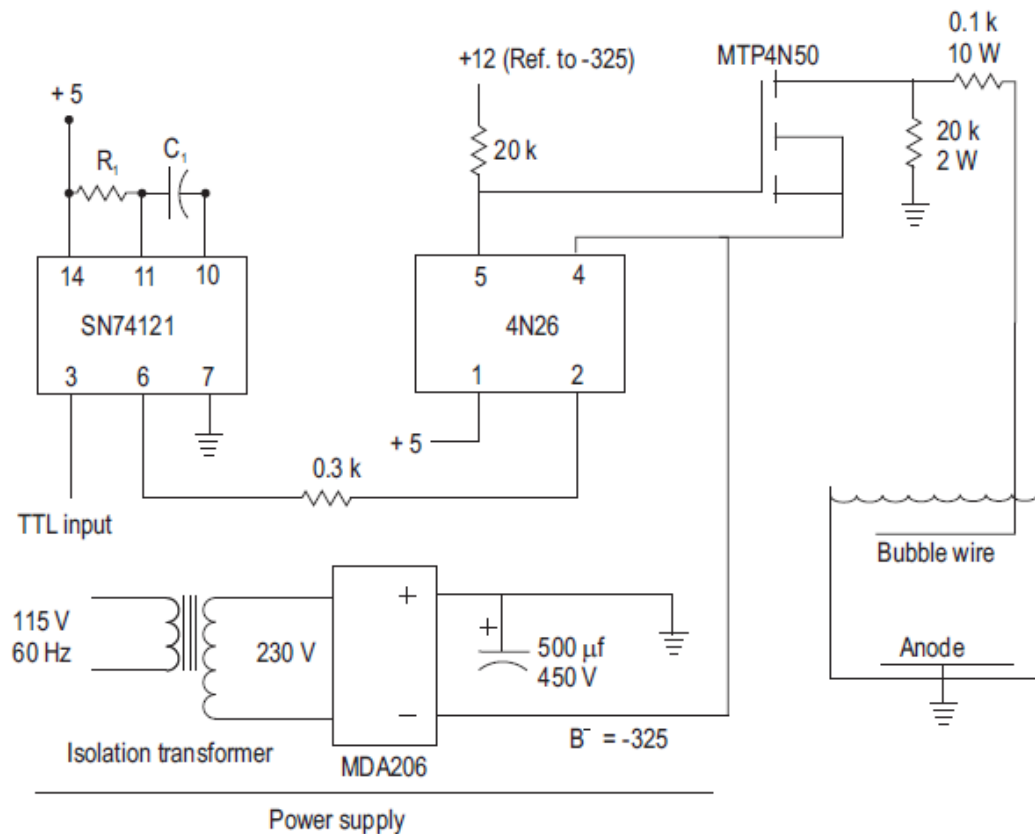 + 5
R1
C1
14 11 10
SN74121
3 6 7
TTL input
+12 (Ref. to -325)
20 k
5 4
4N26
1 2
+ 5
0.3 k
MTP4N50
0.1 k
10 W
20 k
2 W
Bubble wire
Anode
115 V
60 Hz
230 V
+
−
+
500 µf
450 V
B⁻ = -325
Isolation transformer
MDA206
Power supply